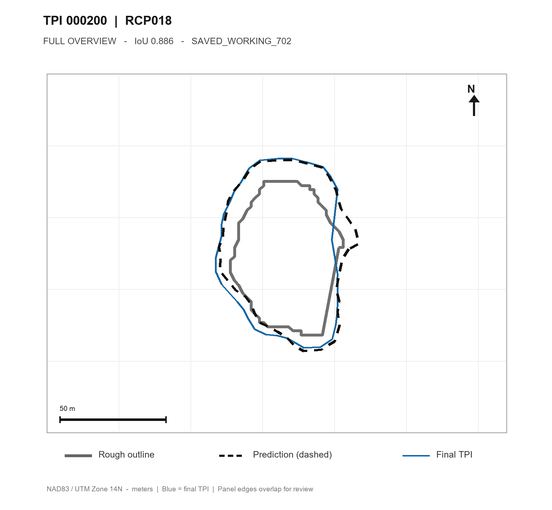 TPI 000200 | RCP018
FULL OVERVIEW - IoU 0.886 - SAVED_WORKING_702
N
50 m
Rough outline
Prediction (dashed)
Final TPI
NAD83 / UTM Zone 14N - meters | Blue = final TPI | Panel edges overlap for review